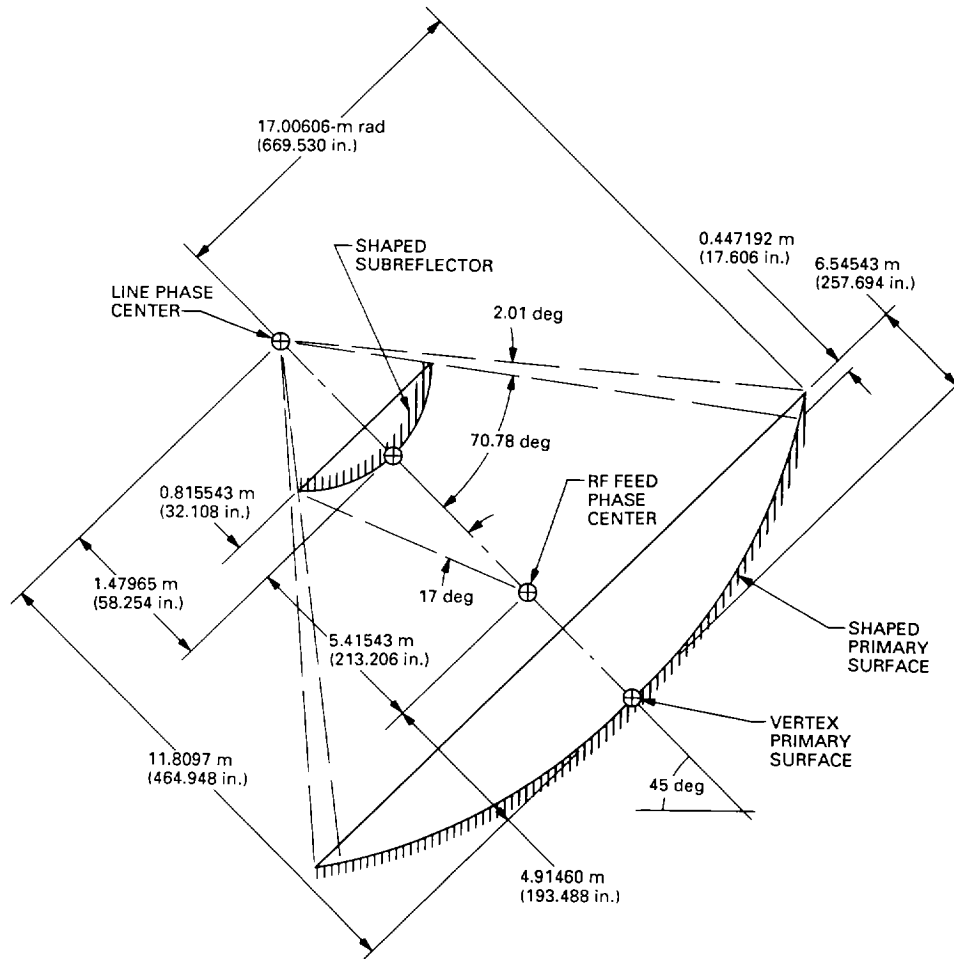 17.00606-m rad
(669.530 in.)
SHAPED
SUBREFLECTOR
0.447192 m
(17.606 in.)
6.54543 m
(257.694 in.)
LINE PHASE
CENTER
2.01 deg
70.78 deg
RF FEED
PHASE
CENTER
0.815543 m
(32.108 in.)
1.47965 m
(58.254 in.)
17 deg
5.41543 m
(213.206 in.)
SHAPED
PRIMARY
SURFACE
VERTEX
PRIMARY
SURFACE
11.8097 m
(464.948 in.)
45 deg
4.91460 m
(193.488 in.)